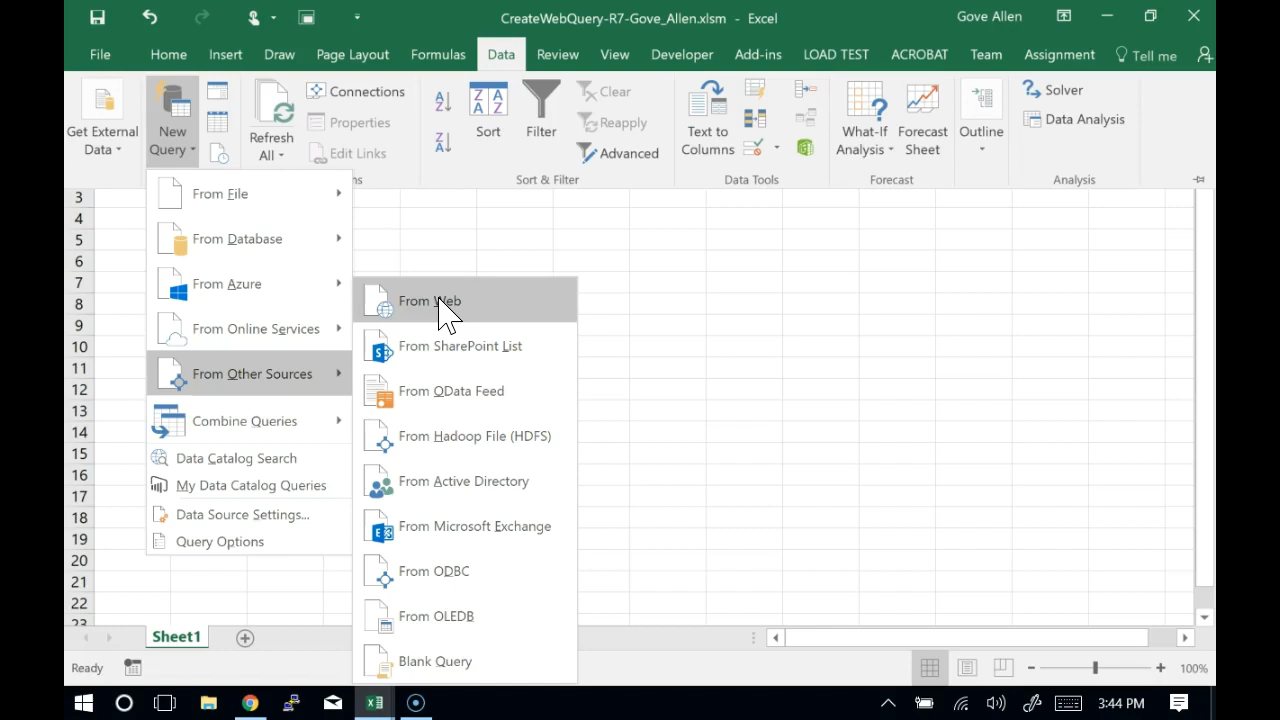 CreateWebQuery-R7-Gove_Allen.xlsm - Excel
Gove Allen
File
Home
Insert
Draw
Page Layout
Formulas
Data
Review
View
Developer
Add-ins
LOAD TEST
ACROBAT
Team
Assignment
Tell me
Get External
Data
New
Query
Refresh
All
Connections
Properties
Edit Links
Sort
Filter
Clear
Reapply
Advanced
Text to
Columns
What-If
Analysis
Forecast
Sheet
Outline
Solver
Data Analysis
Sort & Filter
Data Tools
Forecast
Analysis
From File
From Database
From Azure
From Online Services
From Other Sources
Combine Queries
Data Catalog Search
My Data Catalog Queries
Data Source Settings...
Query Options
From Web
From SharePoint List
From OData Feed
From Hadoop File (HDFS)
From Active Directory
From Microsoft Exchange
From ODBC
From OLEDB
Blank Query
3
4
5
6
7
8
9
10
11
12
13
14
15
16
17
18
19
20
21
22
23
Sheet1
Ready
100%
3:44 PM